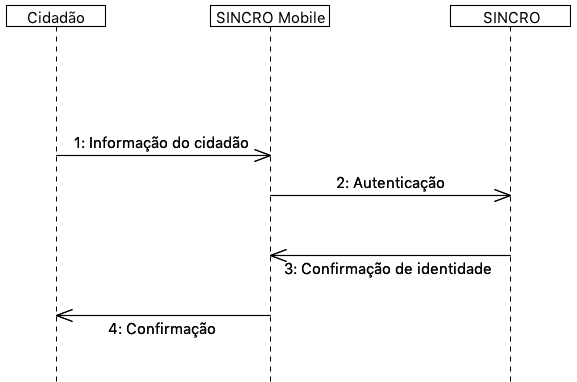 Cidadão
SINCRO Mobile
SINCRO
1: Informação do cidadão
2: Autenticação
3: Confirmação de identidade
4: Confirmação